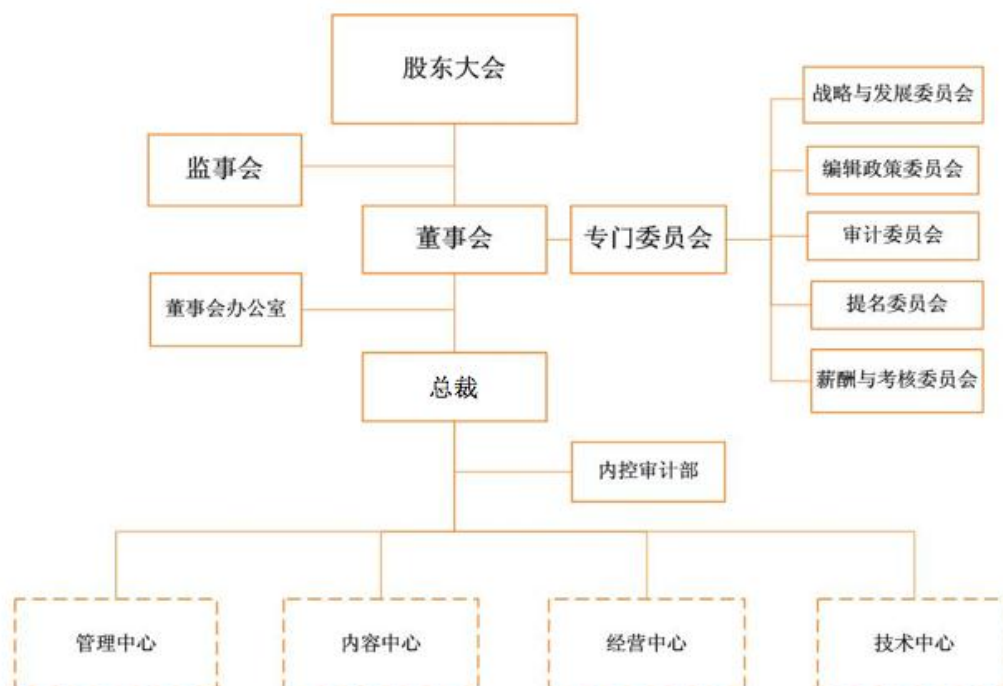 股东大会
战略与发展委员会
监事会
编辑政策委员会
董事会
专门委员会
审计委员会
董事会办公室
提名委员会
总裁
薪酬与考核委员会
内控审计部
管理中心
内容中心
经营中心
技术中心